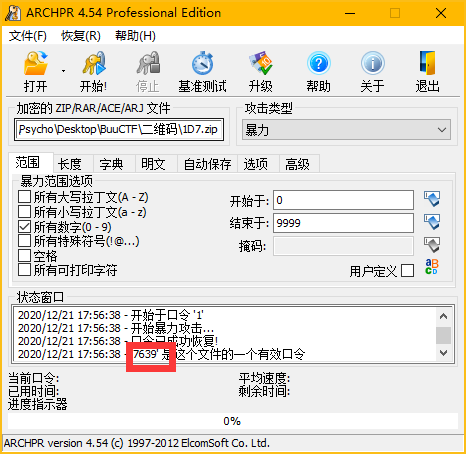 ARCHPR 4.54 Professional Edition
文件(F) 恢复(R) 帮助(H)
打开 开始! 停止 基准测试 升级 帮助 关于 退出
加密的 ZIP/RAR/ACE/ARJ 文件 攻击类型
Psycho\Desktop\BuuCTF\二维码\1D7.zip 暴力
范围 长度 字典 明文 自动保存 选项 高级
暴力范围选项
所有大写拉丁文(A - Z) 开始于: 0
所有小写拉丁文(a - z)
所有数字(0 - 9) 结束于: 9999
所有特殊符号(!@...) 掩码:
空格
所有可打印字符 用户定义
状态窗口
2020/12/21 17:56:38 - 开始于口令 '1'
2020/12/21 17:56:38 - 开始暴力攻击...
2020/12/21 17:56:38 - 口令已成功恢复!
2020/12/21 17:56:38 - '7639' 是这个文件的一个有效口令
当前口令: 平均速度:
已用时间: 剩余时间:
进度指示器
0%
ARCHPR version 4.54 (c) 1997-2012 ElcomSoft Co. Ltd.